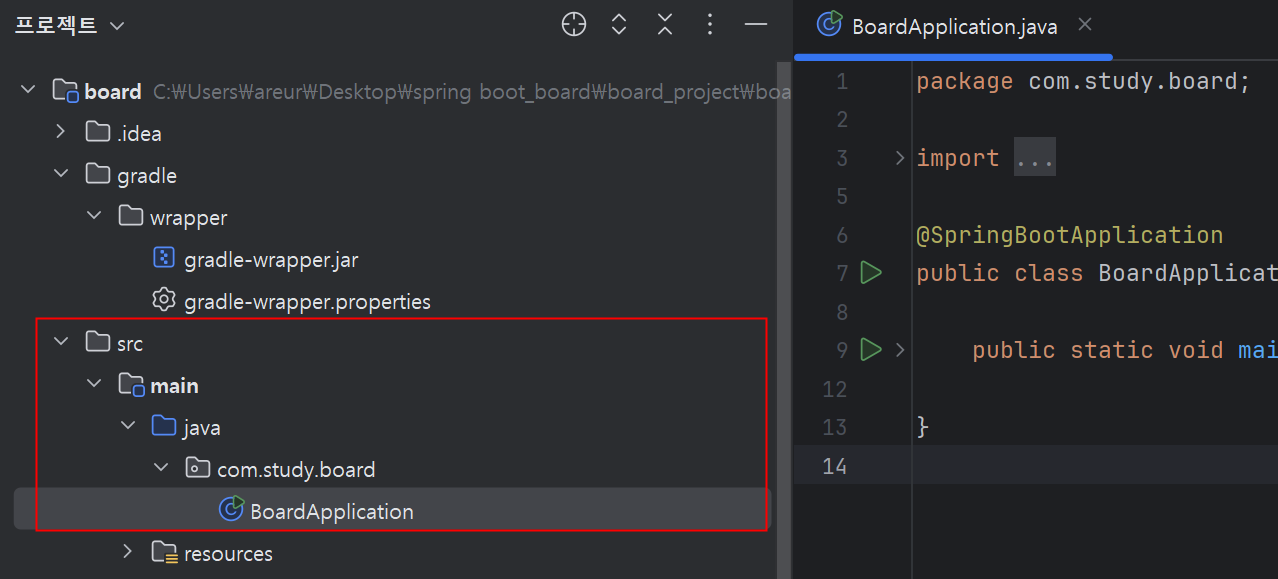 프로젝트
board C:₩Users₩areur₩Desktop₩spring boot_board₩board_project₩boa
.idea
gradle
wrapper
gradle-wrapper.jar
gradle-wrapper.properties
src
main
java
com.study.board
BoardApplication
resources
BoardApplication.java
1 package com.study.board;
2
3 import ...
5
6 @SpringBootApplication
7 public class BoardApplicat
8
9 public static void mai
12
13 }
14